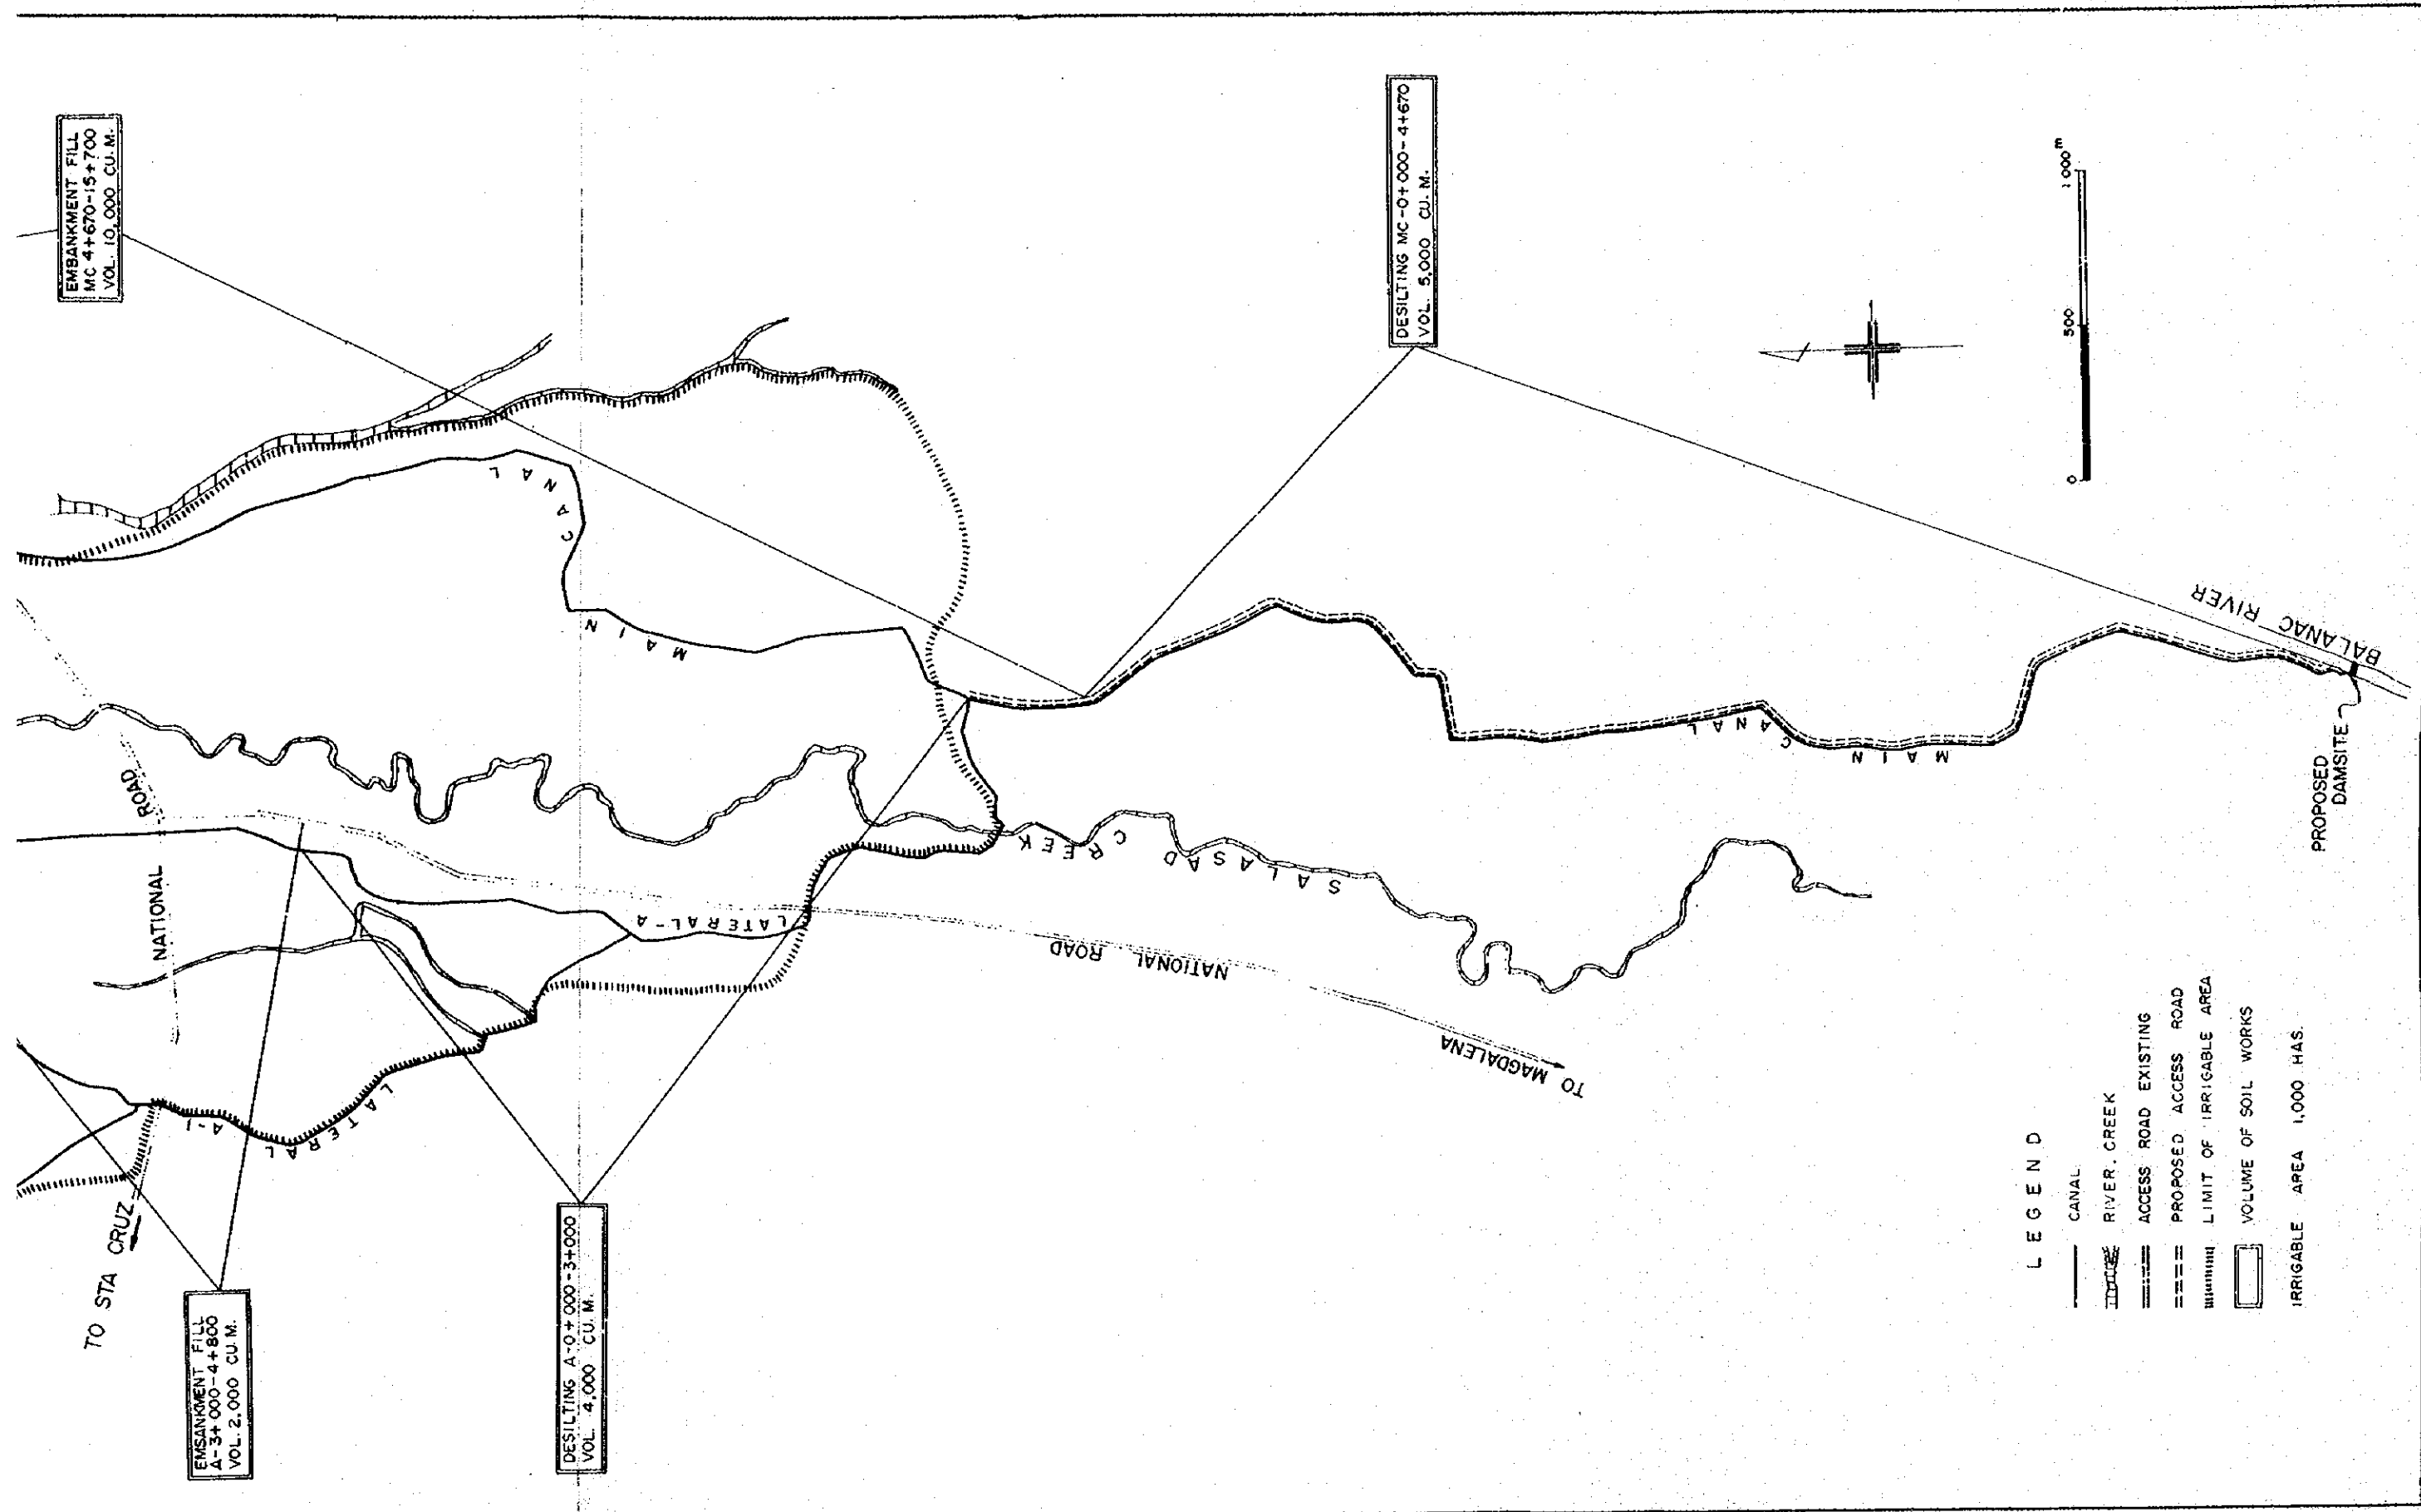 EMBANKMENT FILL
MC 4+670-15+700
VOL. 10,000 CU.M.
DESILTING MC-0+000-4+670
VOL. 5,000 CU.M.
EMSANKMENT FILL
A-3+000-4+800
VOL. 2,000 CU.M.
DESILTING A-0+000-3+000
VOL. 4,000 CU.M.
TO STA CRUZ
NATIONAL ROAD
MAIN CANAL
LATERAL-A
LATERAL A-1
SALASAD CREEK
NATIONAL ROAD
TO MAGDALENA
MAIN CANAL
BALANAC RIVER
PROPOSED
DAMSITE
0 500 1000m
LEGEND
CANAL
RIVER, CREEK
ACCESS ROAD EXISTING
PROPOSED ACCESS ROAD
LIMIT OF IRRIGABLE AREA
VOLUME OF SOIL WORKS
IRRIGABLE AREA 1,000 HAS.